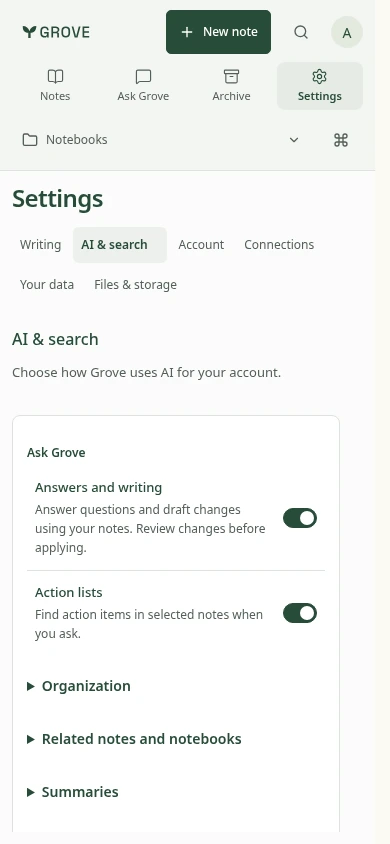 GROVE
New note
A
Notes
Ask Grove
Archive
Settings
Notebooks
Settings
Writing
AI & search
Account
Connections
Your data
Files & storage
AI & search
Choose how Grove uses AI for your account.
Ask Grove
Answers and writing
Answer questions and draft changes
using your notes. Review changes before
applying.
Action lists
Find action items in selected notes when
you ask.
Organization
Related notes and notebooks
Summaries